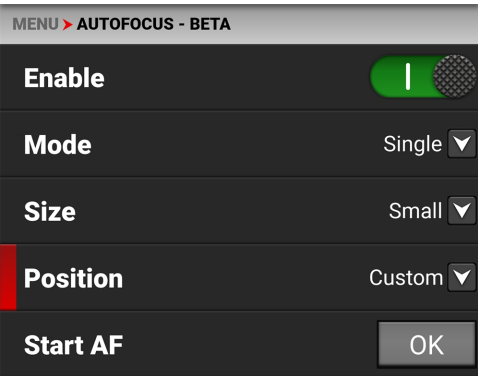 MENU > AUTOFOCUS - BETA
Enable
Mode Single
Size Small
Position Custom
Start AF OK